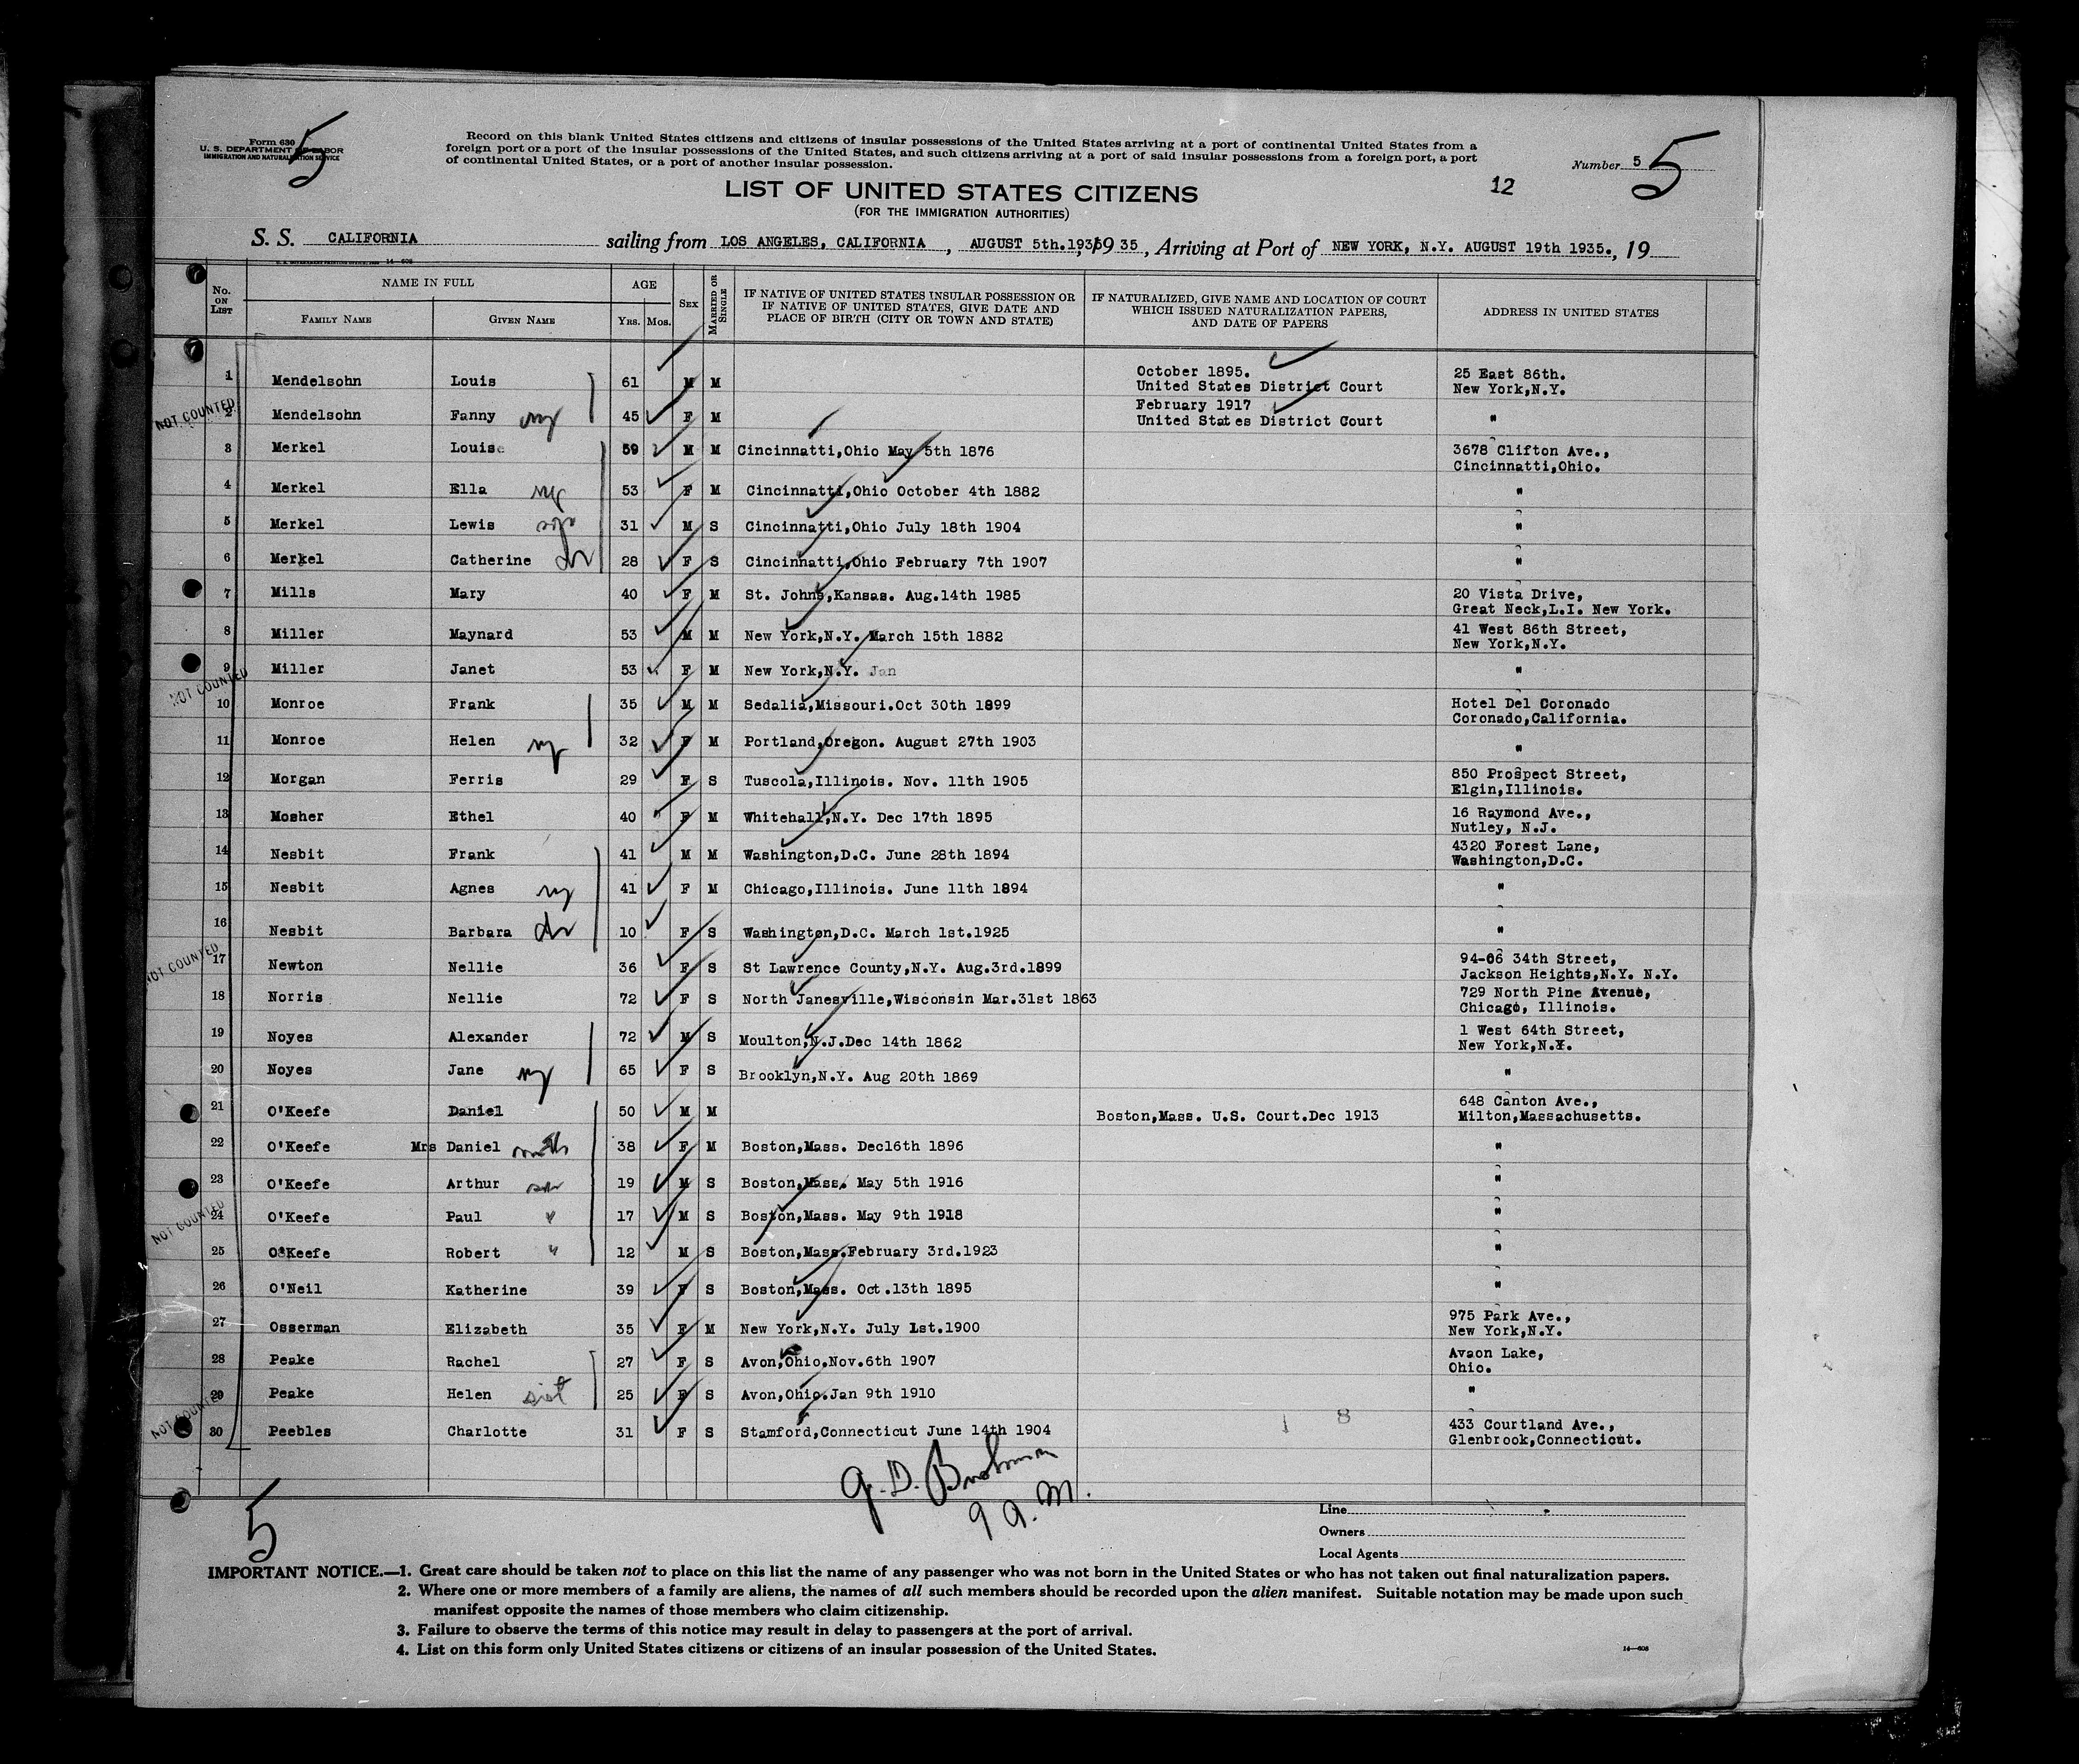 5
Form 630
U. S. DEPARTMENT OF LABOR
IMMIGRATION AND NATURALIZATION SERVICE
Record on this blank United States citizens and citizens of insular possessions of the United States arriving at a port of continental United States from a
foreign port or a port of the insular possessions of the United States, and such citizens arriving at a port of said insular possessions from a foreign port, a port
of continental United States, or a port of another insular possession.
Number 5
5
12
LIST OF UNITED STATES CITIZENS
(FOR THE IMMIGRATION AUTHORITIES)
S. S. CALIFORNIA sailing from LOS ANGELES, CALIFORNIA, AUGUST 5th.1935, 1935, Arriving at Port of NEW YORK, N.Y. AUGUST 19th 1935., 19
14—608
No. ON LIST NAME IN FULL AGE SEX MARRIED OR SINGLE IF NATIVE OF UNITED STATES INSULAR POSSESSION OR IF NATIVE OF UNITED STATES, GIVE DATE AND PLACE OF BIRTH (CITY OR TOWN AND STATE) IF NATURALIZED, GIVE NAME AND LOCATION OF COURT WHICH ISSUED NATURALIZATION PAPERS, AND DATE OF PAPERS ADDRESS IN UNITED STATES
FAMILY NAME GIVEN NAME YRS. MOS.
1 Mendelsohn Louis 61 M M October 1895. United States District Court 25 East 86th. New York,N.Y.
NOT COUNTED
2 Mendelsohn Fanny 45 F M February 1917 United States District Court "
3 Merkel Louise 59 M M Cincinnatti,Ohio May 5th 1876 3678 Clifton Ave., Cincinnatti,Ohio.
4 Merkel Ella 53 F M Cincinnatti,Ohio October 4th 1882 "
5 Merkel Lewis 31 M S Cincinnatti,Ohio July 18th 1904 "
6 Merkel Catherine 28 F S Cincinnatti,Ohio February 7th 1907 "
7 Mills Mary 40 F M St. Johns,Kansas. Aug.14th 1985 20 Vista Drive, Great Neck,L.I. New York.
8 Miller Maynard 53 M M New York,N.Y. March 15th 1882 41 West 86th Street, New York,N.Y.
9 Miller Janet 53 F M New York,N.Y. Jan "
NOT COUNTED
10 Monroe Frank 35 M M Sedalia,Missouri.Oct 30th 1899 Hotel Del Coronado Coronado,California.
11 Monroe Helen 32 F M Portland,Oregon. August 27th 1903 "
12 Morgan Ferris 29 F S Tuscola,Illinois. Nov. 11th 1905 850 Prospect Street, Elgin,Illinois.
13 Mosher Ethel 40 F M Whitehall,N.Y. Dec 17th 1895 16 Raymond Ave., Nutley, N.J.
14 Nesbit Frank 41 M M Washington,D.C. June 28th 1894 4320 Forest Lane, Washington,D.C.
15 Nesbit Agnes 41 F M Chicago,Illinois. June 11th 1894 "
16 Nesbit Barbara 10 F S Washington,D.C. March 1st.1925 "
NOT COUNTED
17 Newton Nellie 36 F S St Lawrence County,N.Y. Aug.3rd.1899 94-06 34th Street, Jackson Heights,N.Y. N.Y.
18 Norris Nellie 72 F S North Janesville,Wisconsin Mar.31st 1863 729 North Pine Avenue, Chicago, Illinois.
19 Noyes Alexander 72 M S Moulton,N.J.Dec 14th 1862 1 West 64th Street, New York,N.Y.
20 Noyes Jane 65 F S Brooklyn,N.Y. Aug 20th 1869 "
21 O'Keefe Daniel 50 M M Boston,Mass. U.S. Court.Dec 1913 648 Canton Ave., Milton,Massachusetts.
22 O'Keefe Mrs Daniel 38 F M Boston,Mass. Dec16th 1896 "
23 O'Keefe Arthur son 19 M S Boston,Mass. May 5th 1916 "
NOT COUNTED
24 O'Keefe Paul " 17 M S Boston,Mass. May 9th 1918 "
25 O'Keefe Robert " 12 M S Boston,Mass.February 3rd.1923 "
26 O'Neil Katherine 39 F S Boston,Mass. Oct.13th 1895 "
27 Osserman Elizabeth 35 F M New York,N.Y. July 1st.1900 975 Park Ave., New York,N.Y.
28 Peake Rachel 27 F S Avon,Ohio,Nov.6th 1907 Avaon Lake, Ohio.
29 Peake Helen sist 25 F S Avon,Ohio.Jan 9th 1910 "
NOT COUNTED
30 Peebles Charlotte 31 F S Stamford,Connecticut June 14th 1904 1 8 433 Courtland Ave., Glenbrook,Connecticut.
9 A.M.
5
Line
Owners
Local Agents
IMPORTANT NOTICE.—1. Great care should be taken not to place on this list the name of any passenger who was not born in the United States or who has not taken out final naturalization papers.
2. Where one or more members of a family are aliens, the names of all such members should be recorded upon the alien manifest. Suitable notation may be made upon such
manifest opposite the names of those members who claim citizenship.
3. Failure to observe the terms of this notice may result in delay to passengers at the port of arrival.
4. List on this form only United States citizens or citizens of an insular possession of the United States.
14—608